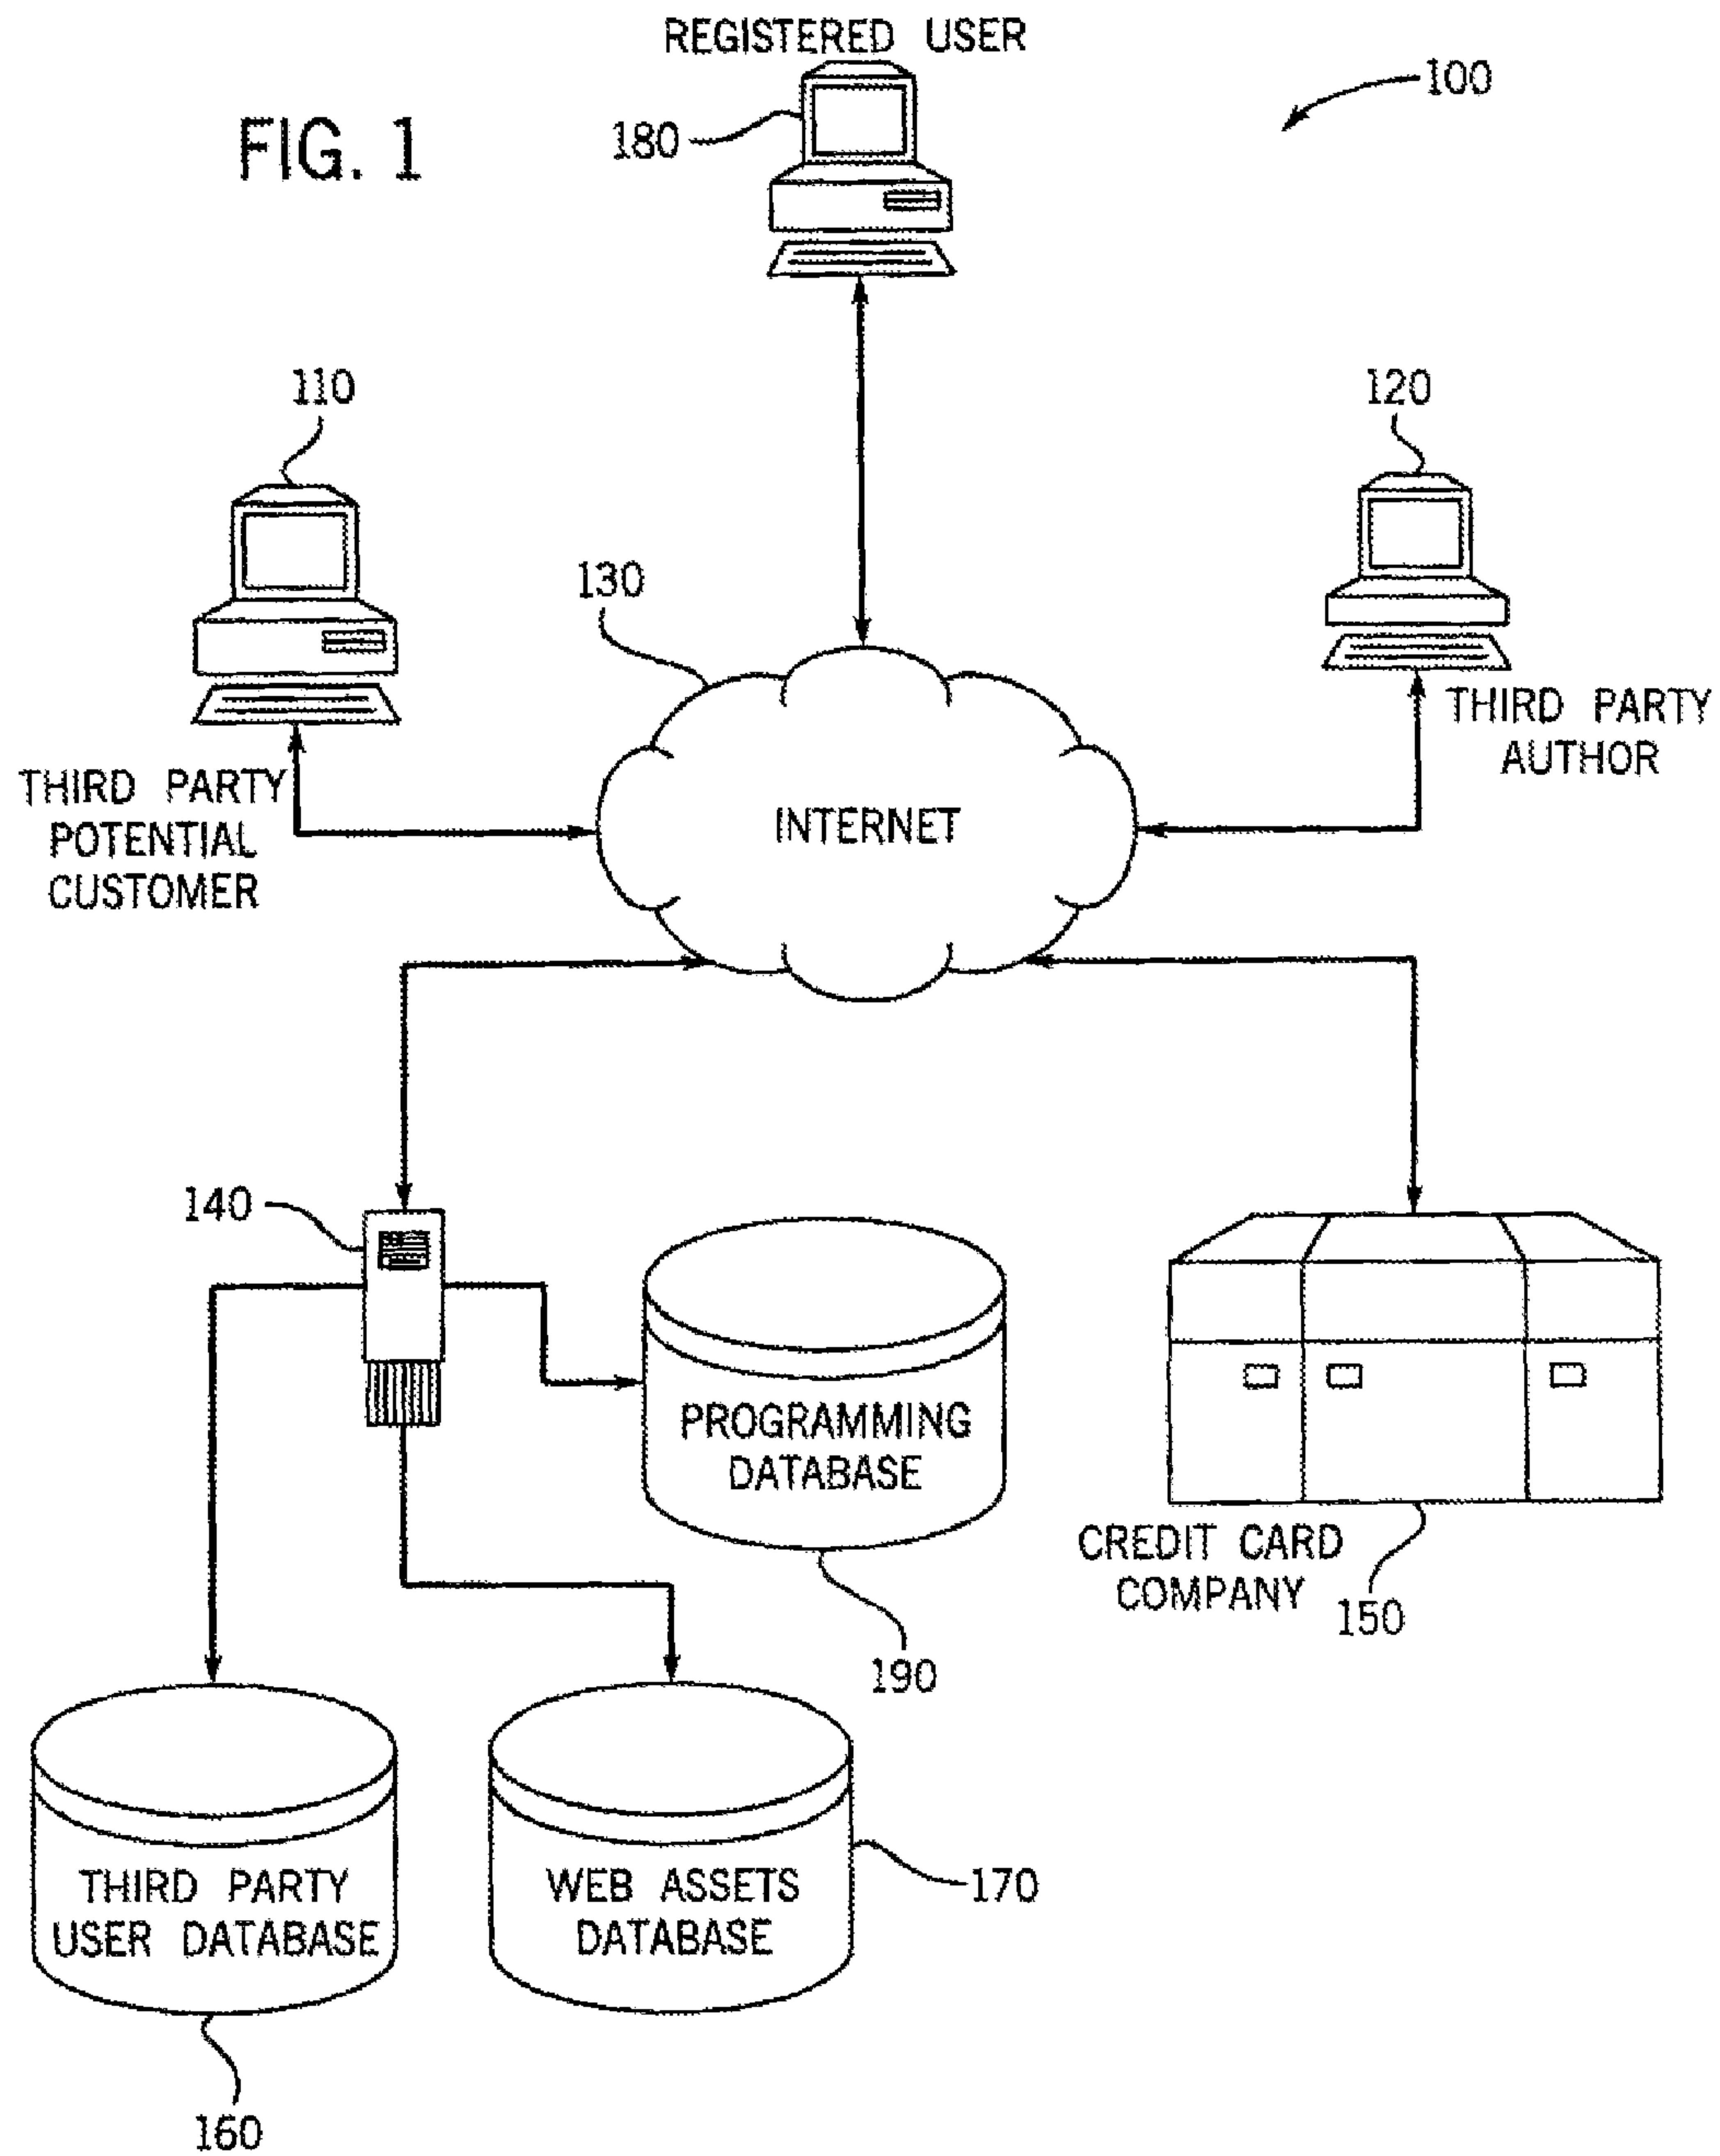 REGISTERED USER
100
FIG. 1
180
110
120
130
THIRD PARTY
AUTHOR
THIRD PARTY
POTENTIAL
CUSTOMER
INTERNET
140
PROGRAMMING
DATABASE
CREDIT CARD
COMPANY
150
190
THIRD PARTY
USER DATABASE
WEB ASSETS
DATABASE
170
160